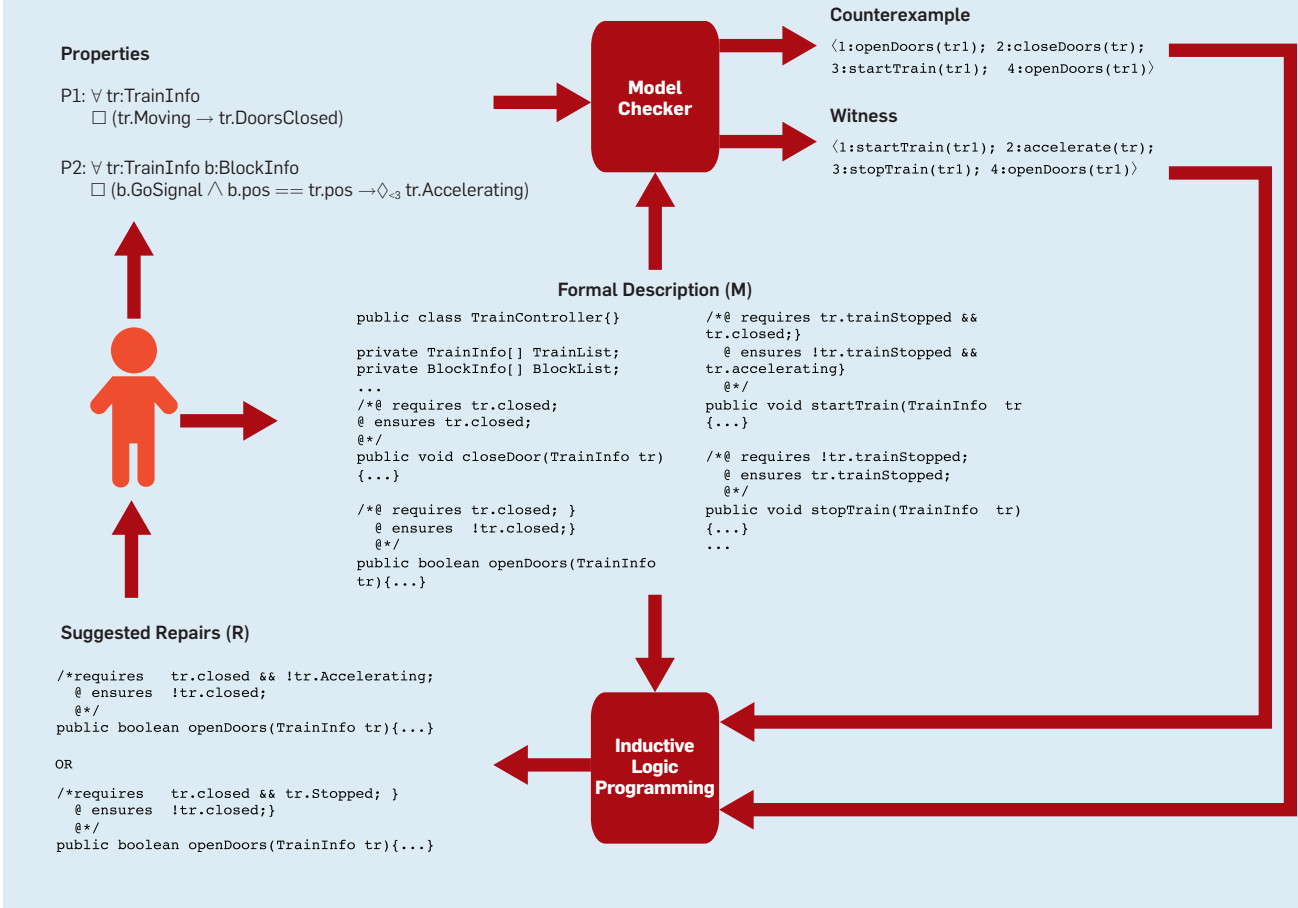 Properties
P1: ∀ tr:TrainInfo
□ (tr.Moving → tr.DoorsClosed)
P2: ∀ tr:TrainInfo b:BlockInfo
□ (b.GoSignal ∧ b.pos == tr.pos →◊<3 tr.Accelerating)
Model
Checker
Counterexample
⟨1:openDoors(tr1); 2:closeDoors(tr);
3:startTrain(tr1); 4:openDoors(tr1)⟩
Witness
⟨1:startTrain(tr1); 2:accelerate(tr);
3:stopTrain(tr1); 4:openDoors(tr1)⟩
Formal Description (M)
public class TrainController{}
private TrainInfo[] TrainList;
private BlockInfo[] BlockList;
...
/*@ requires tr.closed;
@ ensures tr.closed;
@*/
public void closeDoor(TrainInfo tr)
{...}
/*@ requires tr.closed; }
@ ensures !tr.closed;}
@*/
public boolean openDoors(TrainInfo
tr){...}
/*@ requires tr.trainStopped &&
tr.closed;}
@ ensures !tr.trainStopped &&
tr.accelerating}
@*/
public void startTrain(TrainInfo tr
{...}
/*@ requires !tr.trainStopped;
@ ensures tr.trainStopped;
@*/
public void stopTrain(TrainInfo tr)
{...}
...
Suggested Repairs (R)
/*requires tr.closed && !tr.Accelerating;
@ ensures !tr.closed;
@*/
public boolean openDoors(TrainInfo tr){...}
OR
/*requires tr.closed && tr.Stopped; }
@ ensures !tr.closed;}
@*/
public boolean openDoors(TrainInfo tr){...}
Inductive
Logic
Programming